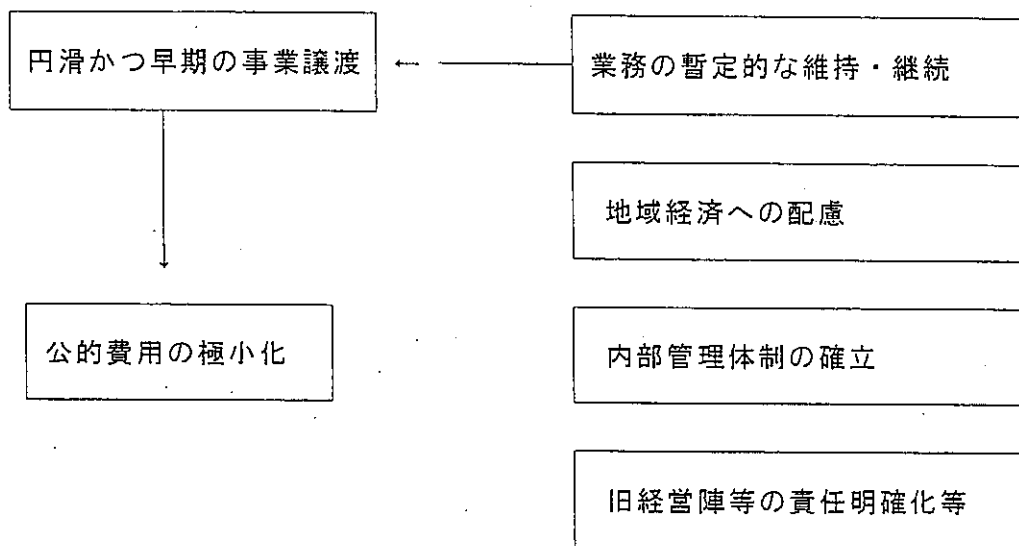 円滑かつ早期の事業譲渡
業務の暫定的な維持・継続
地域経済への配慮
公的費用の極小化
内部管理体制の確立
旧経営陣等の責任明確化等